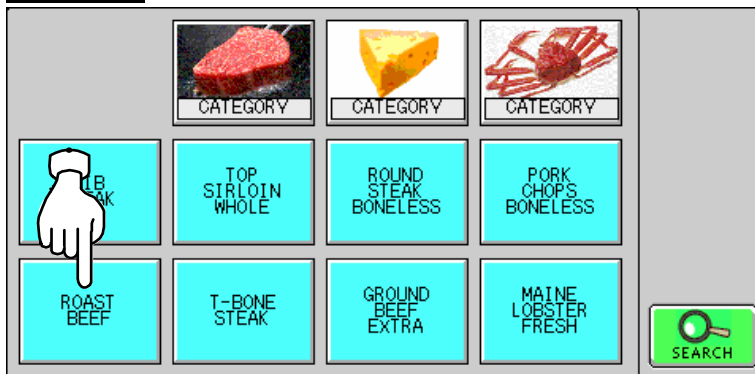 CATEGORY
CATEGORY
CATEGORY
TOP
SIRLOIN
WHOLE
ROUND
STEAK
BONELESS
PORK
CHOPS
BONELESS
ROAST
BEEF
T-BONE
STEAK
GROUND
BEEF
EXTRA
MAINE
LOBSTER
FRESH
SEARCH